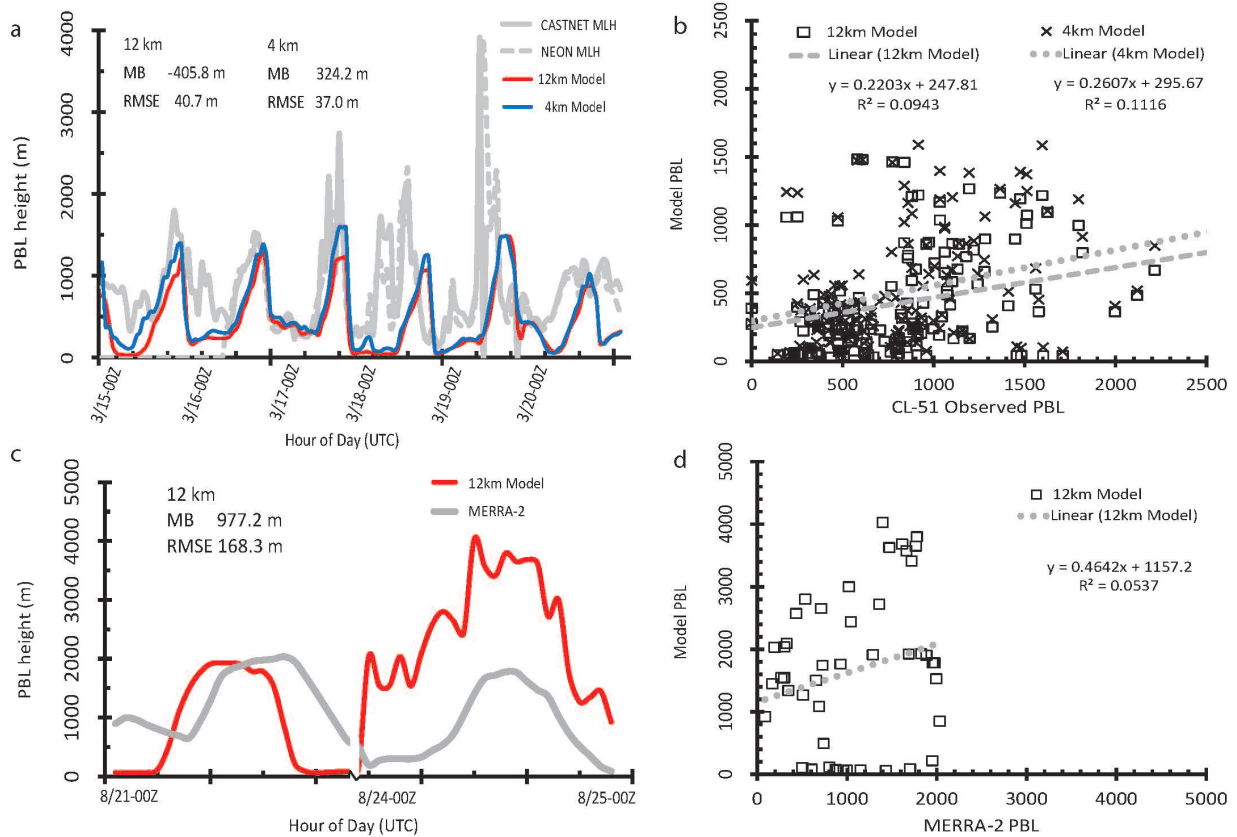 a
12 km
MB -405.8 m
RMSE 40.7 m
4 km
MB 324.2 m
RMSE 37.0 m
CASTNET MLH
NEON MLH
12km Model
4km Model
PBL height (m)
4000
3000
2000
1000
0
3/15-00Z
3/16-00Z
3/17-00Z
3/18-00Z
3/19-00Z
3/20-00Z
Hour of Day (UTC)
b
12km Model
4km Model
Linear (12km Model)
Linear (4km Model)
y = 0.2203x + 247.81
R² = 0.0943
y = 0.2607x + 295.67
R² = 0.1116
Model PBL
2500
2000
1500
1000
500
0
0 500 1000 1500 2000 2500
CL-51 Observed PBL
c
12 km
MB 977.2 m
RMSE 168.3 m
12km Model
MERRA-2
PBL height (m)
5000
4000
3000
2000
1000
0
8/21-00Z 8/24-00Z 8/25-00Z
Hour of Day (UTC)
d
12km Model
Linear (12km Model)
y = 0.4642x + 1157.2
R² = 0.0537
Model PBL
5000
4000
3000
2000
1000
0
0 1000 2000 3000 4000 5000
MERRA-2 PBL